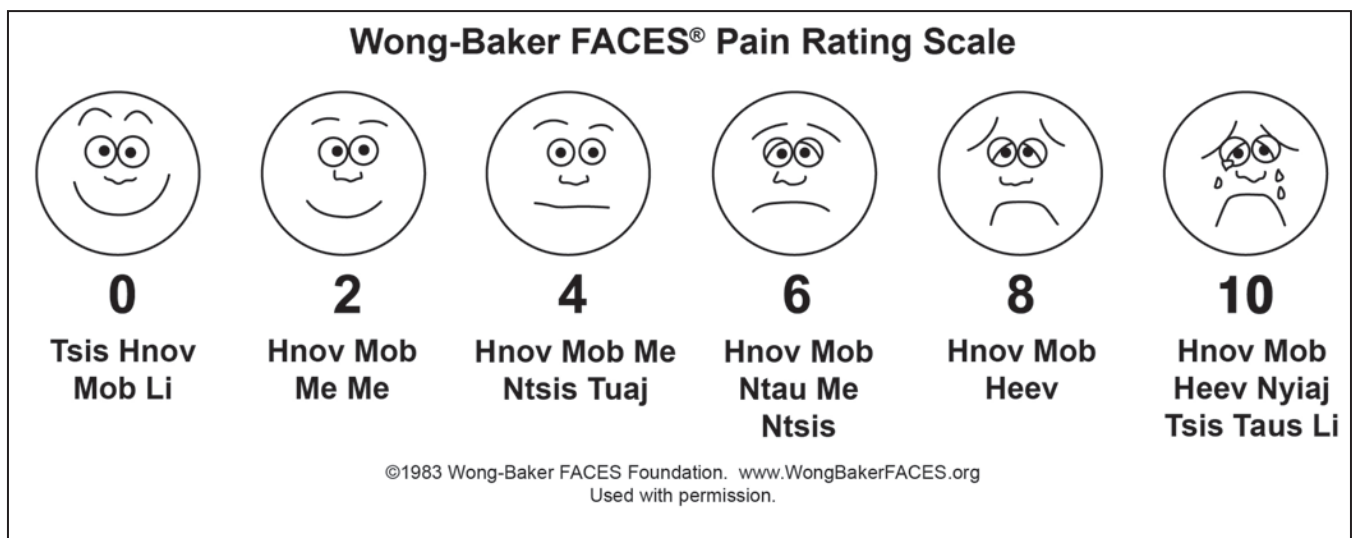 Wong-Baker FACES® Pain Rating Scale
0
Tsis Hnov
Mob Li
2
Hnov Mob
Me Me
4
Hnov Mob Me
Ntsis Tuaj
6
Hnov Mob
Ntau Me
Ntsis
8
Hnov Mob
Heev
10
Hnov Mob
Heev Nyiaj
Tsis Taus Li
©1983 Wong-Baker FACES Foundation. www.WongBakerFACES.org
Used with permission.